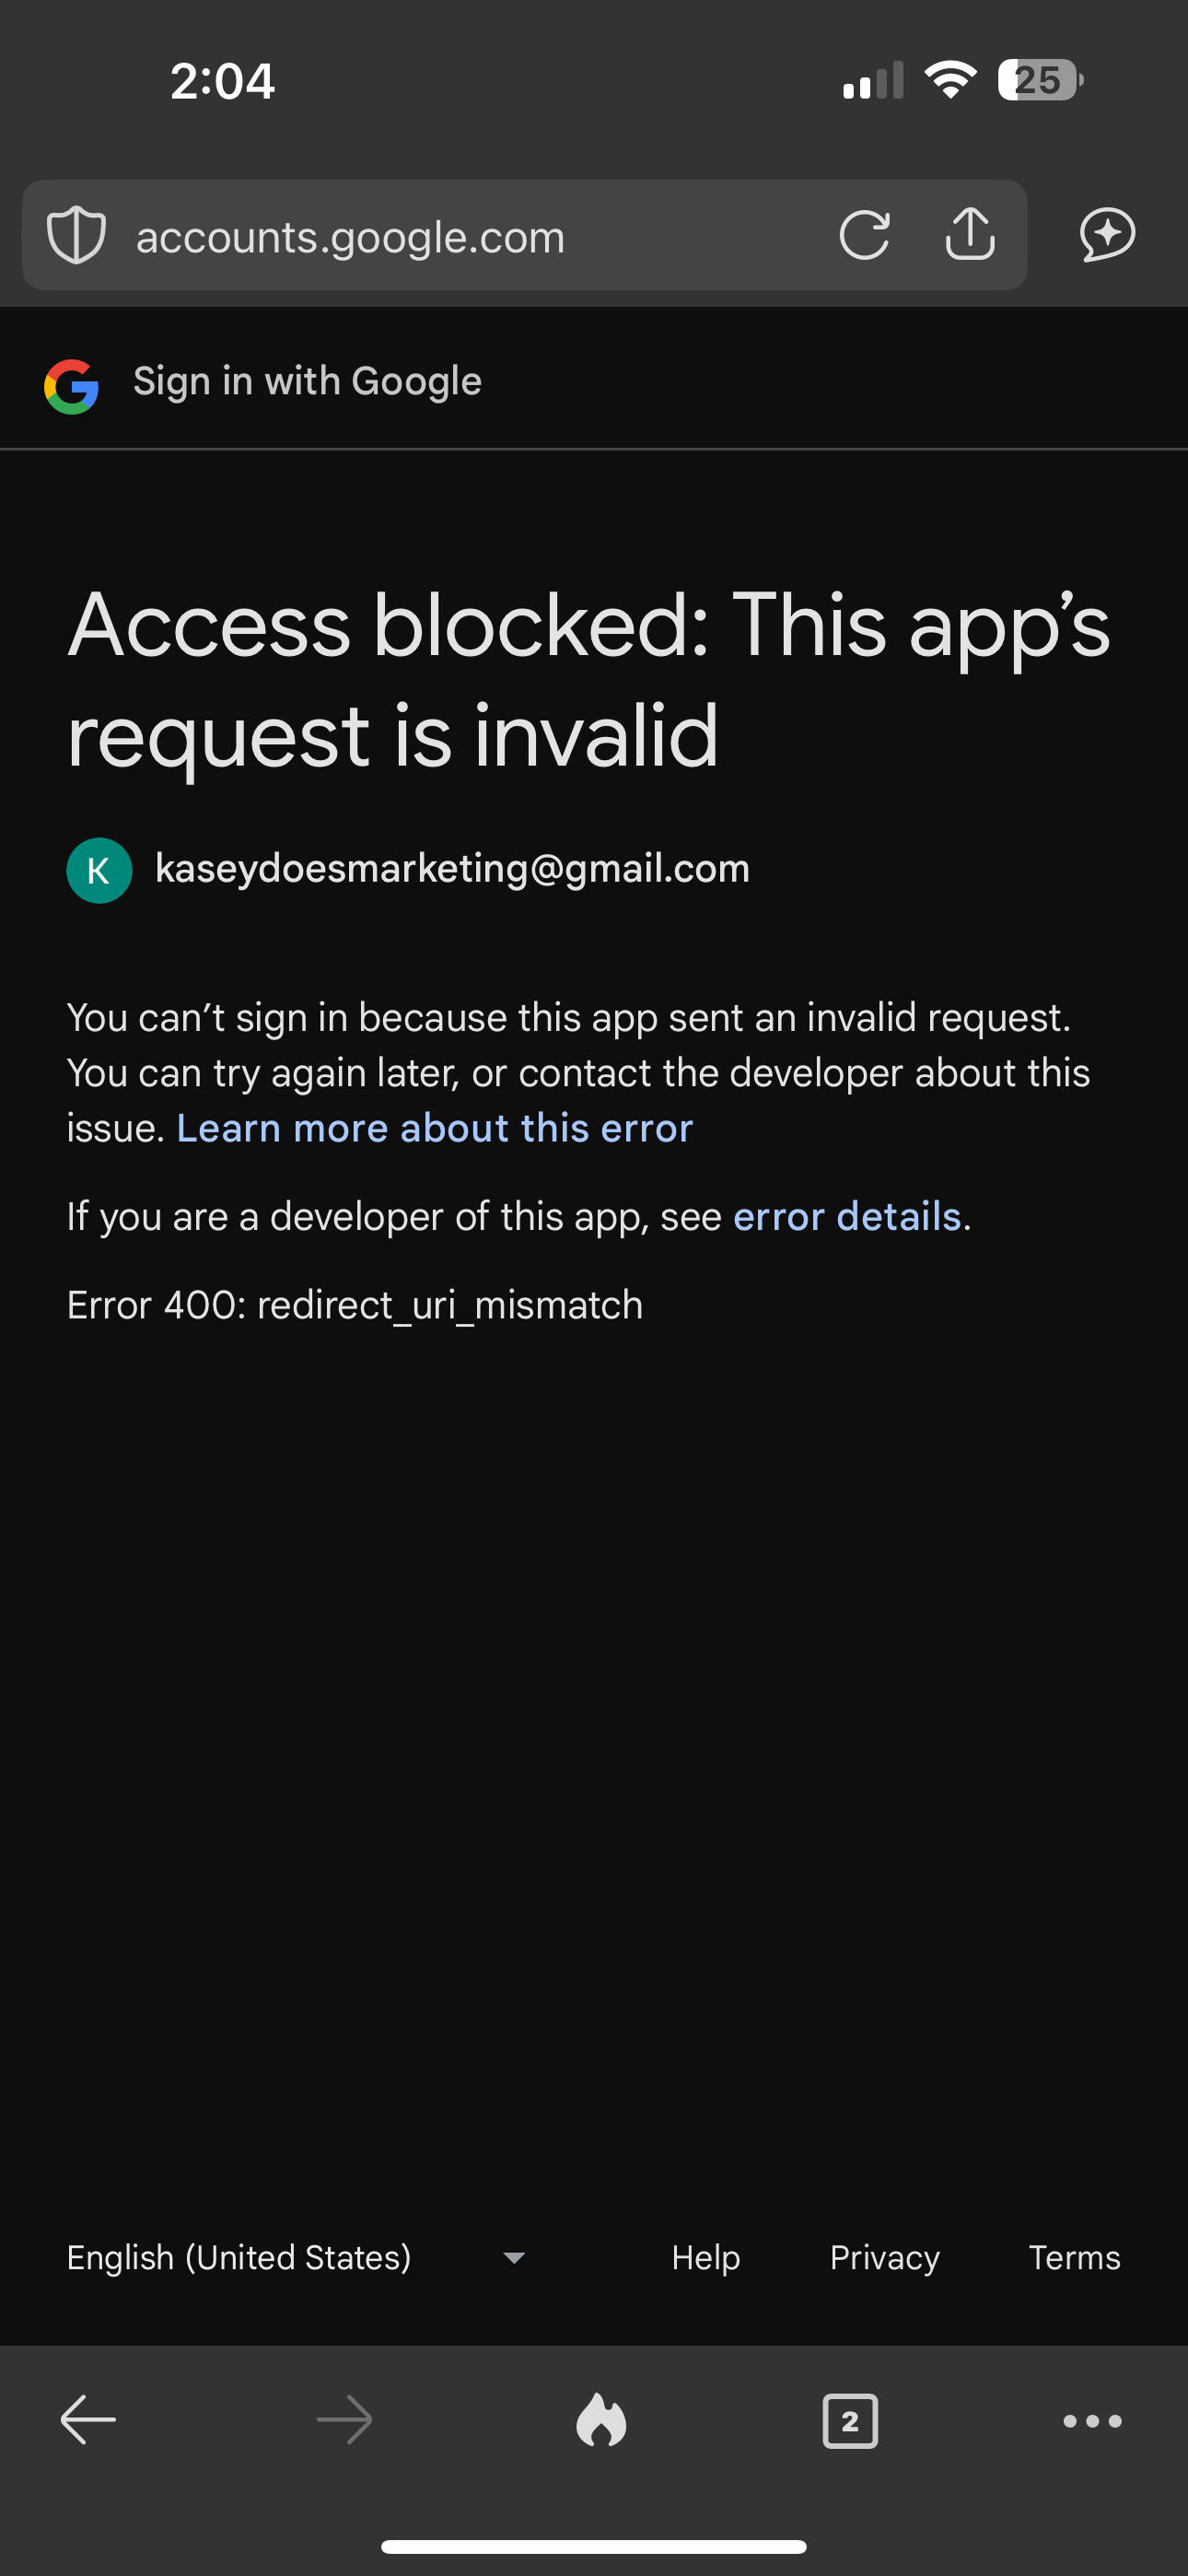 2:04
25
accounts.google.com
Sign in with Google
Access blocked: This app’s
request is invalid
K
kaseydoesmarketing@gmail.com
You can’t sign in because this app sent an invalid request.
You can try again later, or contact the developer about this
issue. Learn more about this error
If you are a developer of this app, see error details.
Error 400: redirect_uri_mismatch
English (United States)
Help
Privacy
Terms
2